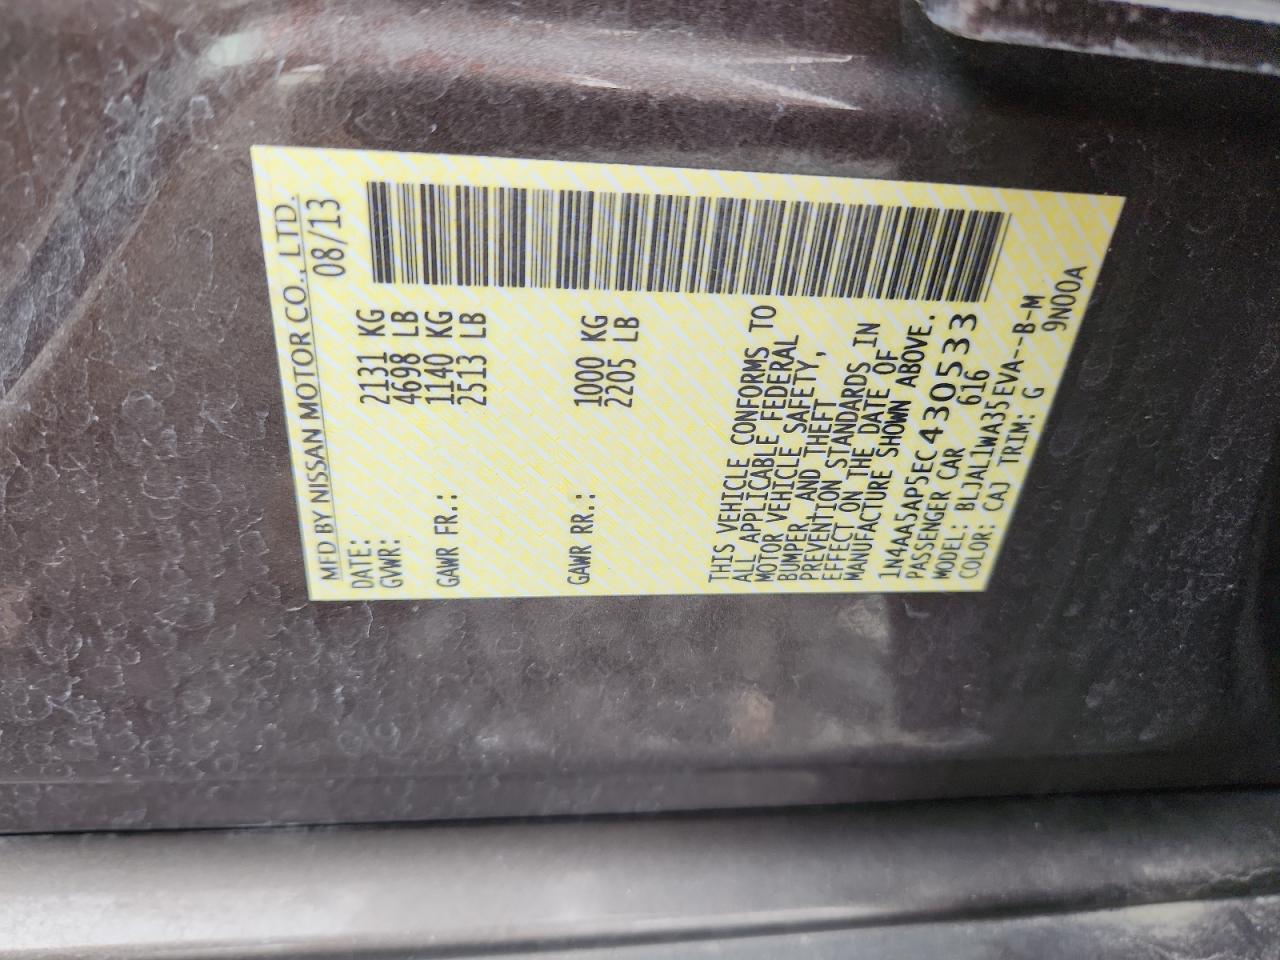 MFD BY NISSAN MOTOR CO., LTD.
DATE: 08/13
GVWR: 2131 KG
4698 LB
GAWR FR.: 1140 KG
2513 LB
GAWR RR.: 1000 KG
2205 LB
THIS VEHICLE CONFORMS TO
ALL APPLICABLE FEDERAL
MOTOR VEHICLE SAFETY,
BUMPER, AND THEFT
PREVENTION STANDARDS IN
EFFECT ON THE DATE OF
MANUFACTURE SHOWN ABOVE.
1N4AA5AP5EC430533
PASSENGER CAR 616
MODEL: BLJAL1WA35EVA--B-M
COLOR: CAJ TRIM: G 9N00A